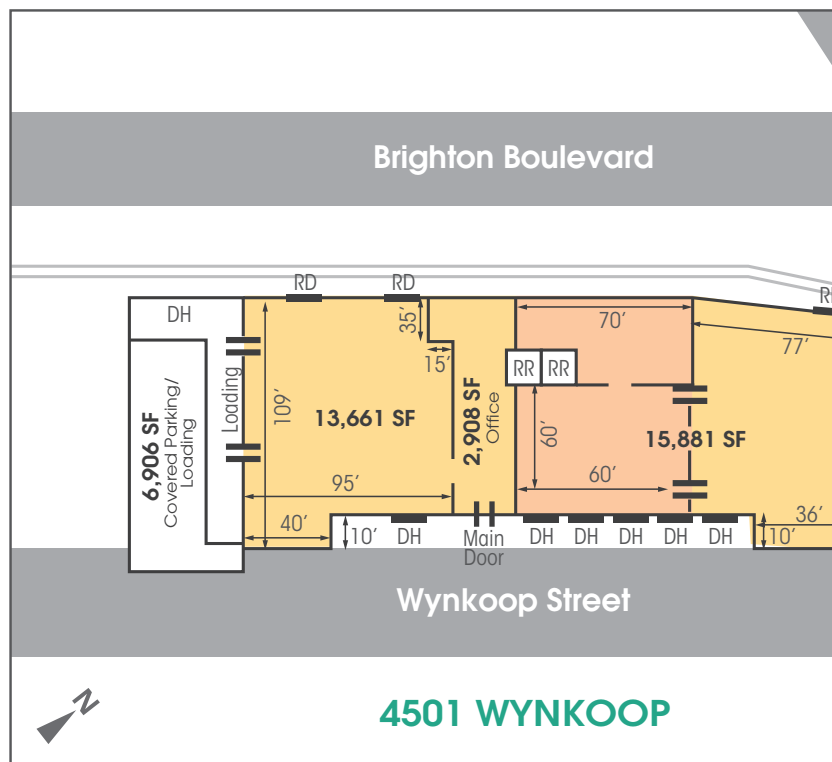 Brighton Boulevard
RD
RD
DH
35’
70’
77’
15’
RR
RR
Loading
109’
13,661 SF
2,908 SF
Office
6,906 SF
Covered Parking/
Loading
60’
15,881 SF
95’
60’
40’
10’
DH
Main
Door
DH
DH
DH
DH
DH
36’
10’
Wynkoop Street
N
4501 WYNKOOP